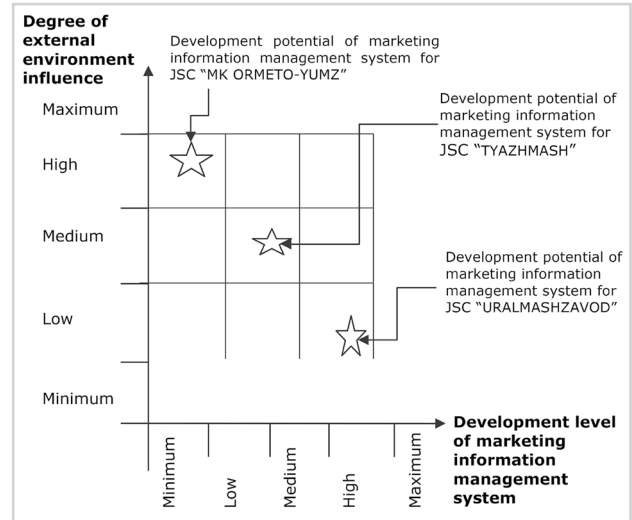 Degree of
external
environment
influence
Development potential of marketing
information management system for
JSC “MK ORMETO-YUMZ”
Maximum
Development potential of
marketing information
management system for
JSC “TYAZHMASH”
High
Medium
Development potential of
marketing information
management system for
JSC “URALMASHZAVOD”
Low
Minimum
Development level
of marketing
information
management
system
Minimum
Low
Medium
High
Maximum